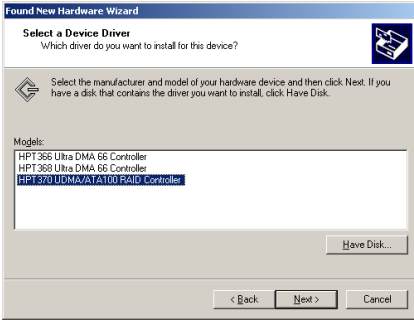 Found New Hardware Wizard
Select a Device Driver
Which driver do you want to install for this device?
Select the manufacturer and model of your hardware device and then click Next. If you
have a disk that contains the driver you want to install, click Have Disk.
Models:
HPT366 Ultra DMA 66 Controller
HPT368 Ultra DMA 66 Controller
HPT370 UDMA/ATA100 RAID Controller
Have Disk...
< Back
Next >
Cancel